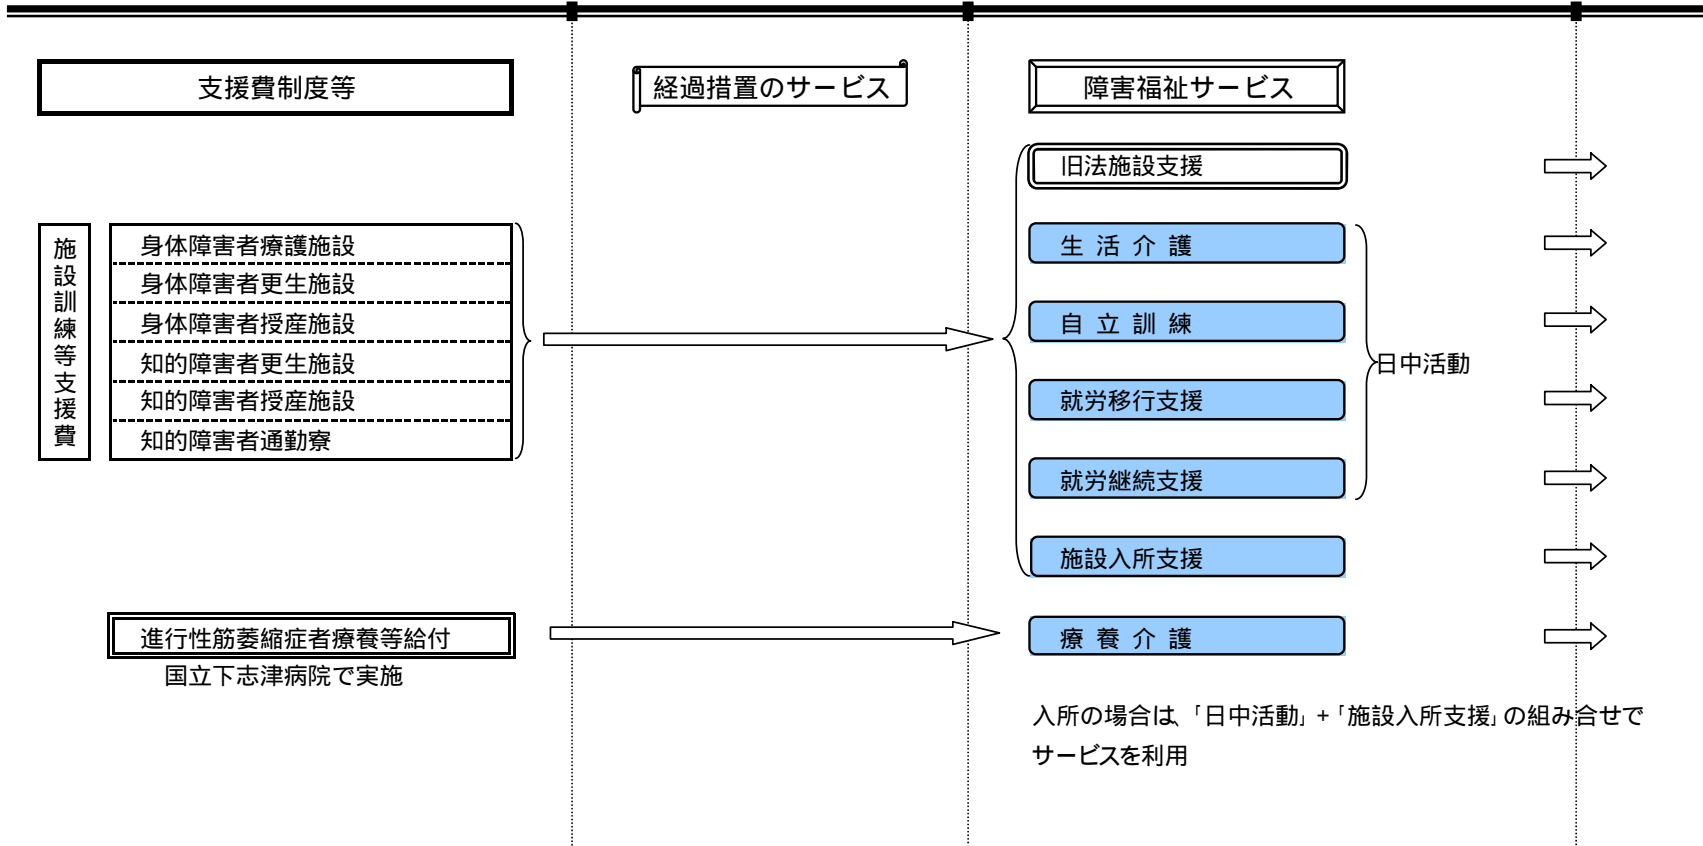 支援費制度等
経過措置のサービス
障害福祉サービス
旧法施設支援
施設訓練等支援費
身体障害者療護施設
身体障害者更生施設
身体障害者授産施設
知的障害者更生施設
知的障害者授産施設
知的障害者通勤寮
生活介護
自立訓練
就労移行支援
就労継続支援
日中活動
施設入所支援
進行性筋萎縮症者療養等給付
国立下志津病院で実施
療養介護
入所の場合は、「日中活動」+「施設入所支援」の組み合せで
サービスを利用